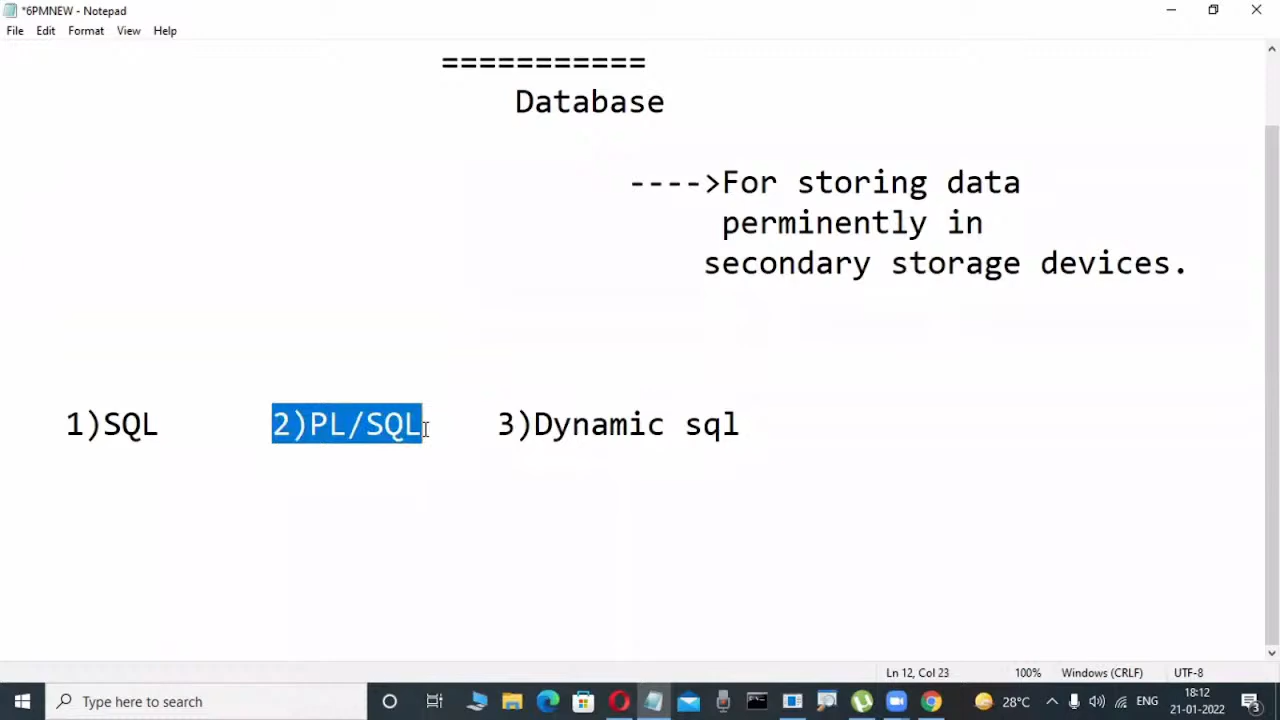 *6PMNEW - Notepad
File Edit Format View Help
===========
Database
---->For storing data
perminently in
secondary storage devices.
1)SQL 2)PL/SQL 3)Dynamic sql
Ln 12, Col 23 100% Windows (CRLF) UTF-8
Type here to search
28°C ENG 18:12
21-01-2022 3